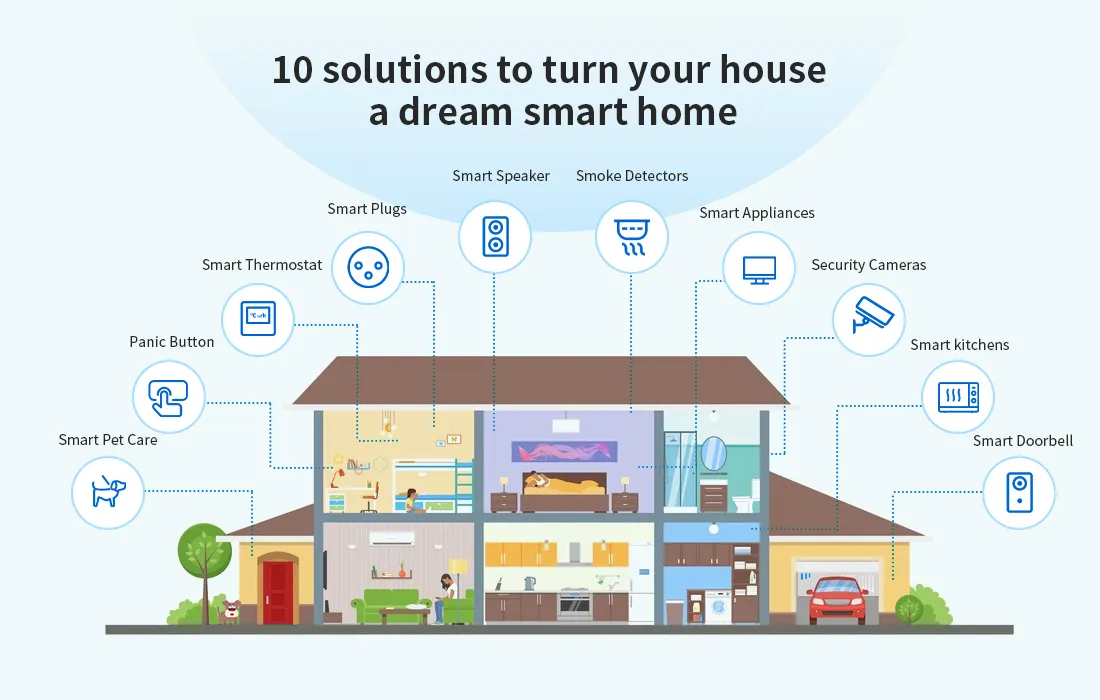 10 solutions to turn your house
a dream smart home
Smart Speaker
Smoke Detectors
Smart Plugs
Smart Appliances
Smart Thermostat
Security Cameras
Panic Button
Smart kitchens
Smart Pet Care
Smart Doorbell